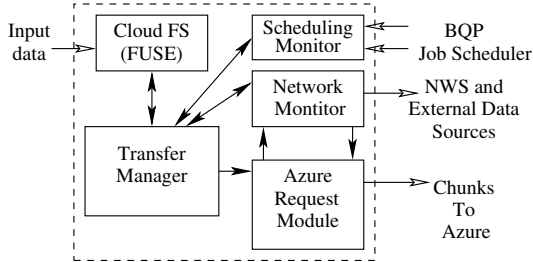 Input
data
Cloud FS
(FUSE)
Scheduling
Monitor
BQP
Job Scheduler
Network
Montitor
NWS and
External Data
Sources
Transfer
Manager
Azure
Request
Module
Chunks
To
Azure